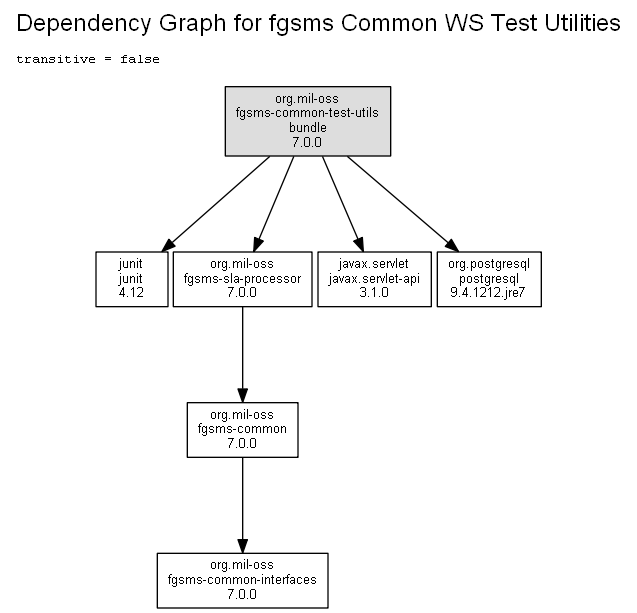 Dependency Graph for fgsms Common WS Test Utilities
transitive = false
org.mil-oss
fgsms-common-test-utils
bundle
7.0.0
junit
junit
4.12
org.mil-oss
fgsms-sla-processor
7.0.0
javax.servlet
javax.servlet-api
3.1.0
org.postgresql
postgresql
9.4.1212.jre7
org.mil-oss
fgsms-common
7.0.0
org.mil-oss
fgsms-common-interfaces
7.0.0